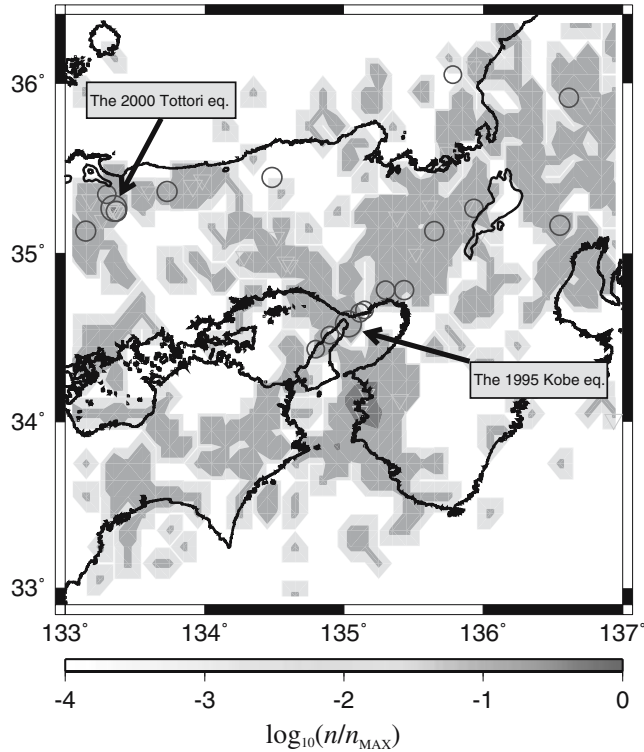 36°
The 2000 Tottori eq.
35°
The 1995 Kobe eq.
34°
33°
133° 134° 135° 136° 137°
-4 -3 -2 -1 0
log₁₀(n/n_MAX)